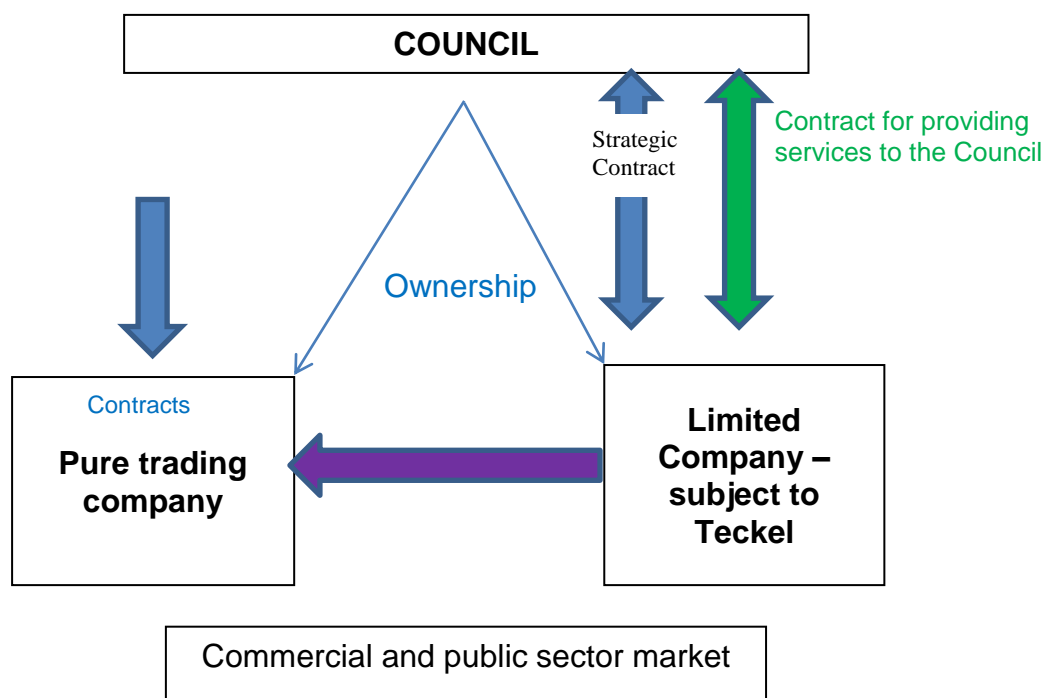 COUNCIL
Strategic
Contract
Contract for providing
services to the Council
Ownership
Contracts
Pure trading
company
Limited
Company –
subject to
Teckel
Commercial and public sector market